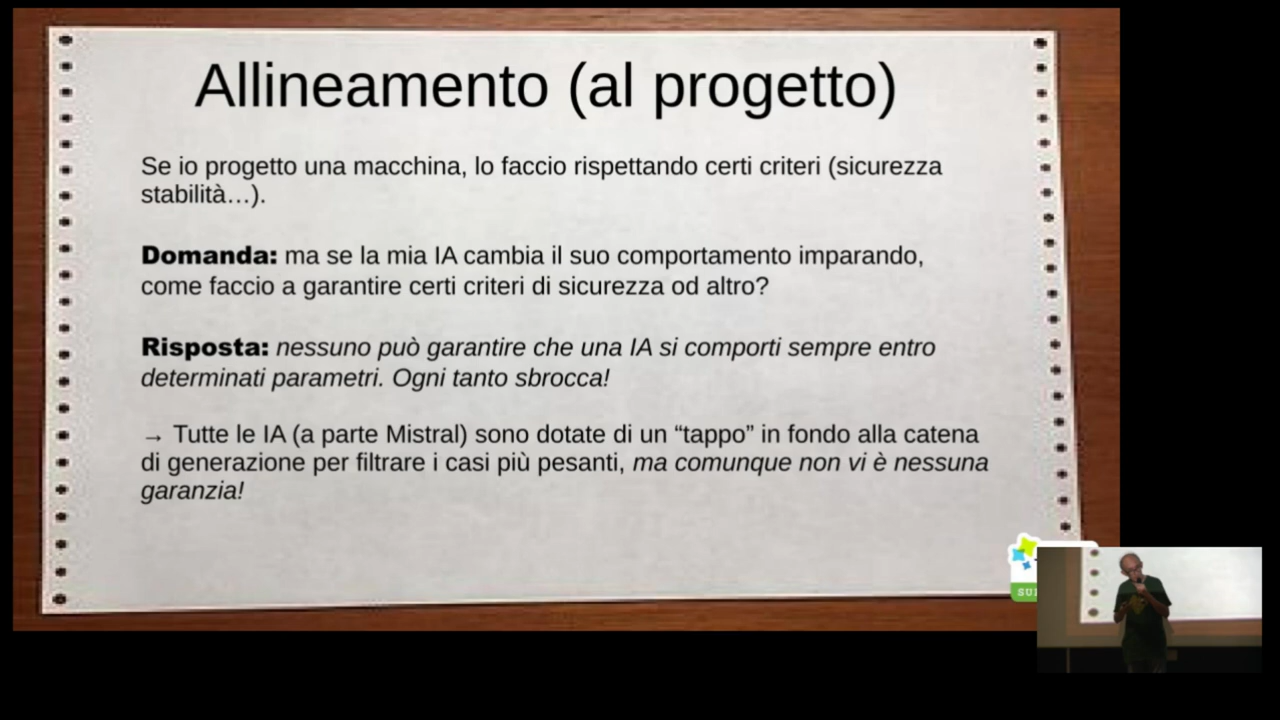 Allineamento (al progetto)
Se io progetto una macchina, lo faccio rispettando certi criteri (sicurezza
stabilità…).
Domanda: ma se la mia IA cambia il suo comportamento imparando,
come faccio a garantire certi criteri di sicurezza od altro?
Risposta: nessuno può garantire che una IA si comporti sempre entro
determinati parametri. Ogni tanto sbrocca!
→ Tutte le IA (a parte Mistral) sono dotate di un “tappo” in fondo alla catena
di generazione per filtrare i casi più pesanti, ma comunque non vi è nessuna
garanzia!